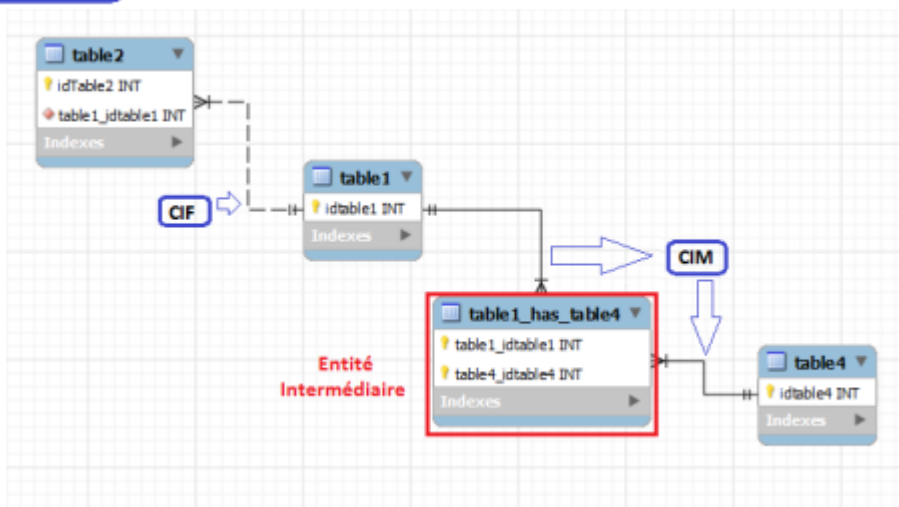 table2
idTable2 INT
table1_idtable1 INT
Indexes
table1
idtable1 INT
Indexes
CIF
CIM
table1_has_table4
table1_idtable1 INT
table4_idtable4 INT
Indexes
Entité
Intermédiaire
table4
idtable4 INT
Indexes